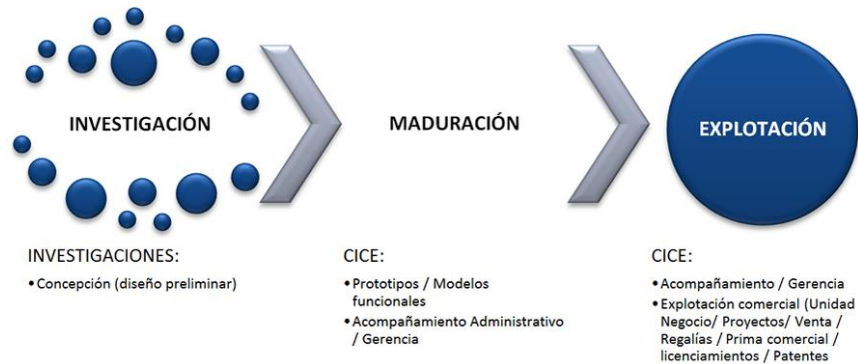 INVESTIGACIÓN
MADURACIÓN
EXPLOTACIÓN
INVESTIGACIONES:
• Concepción (diseño preliminar)
CICE:
• Prototipos / Modelos
funcionales
• Acompañamiento Administrativo
/ Gerencia
CICE:
• Acompañamiento / Gerencia
• Explotación comercial (Unidad
Negocio/ Proyectos/ Venta /
Regalías / Prima comercial /
licenciamientos / Patentes